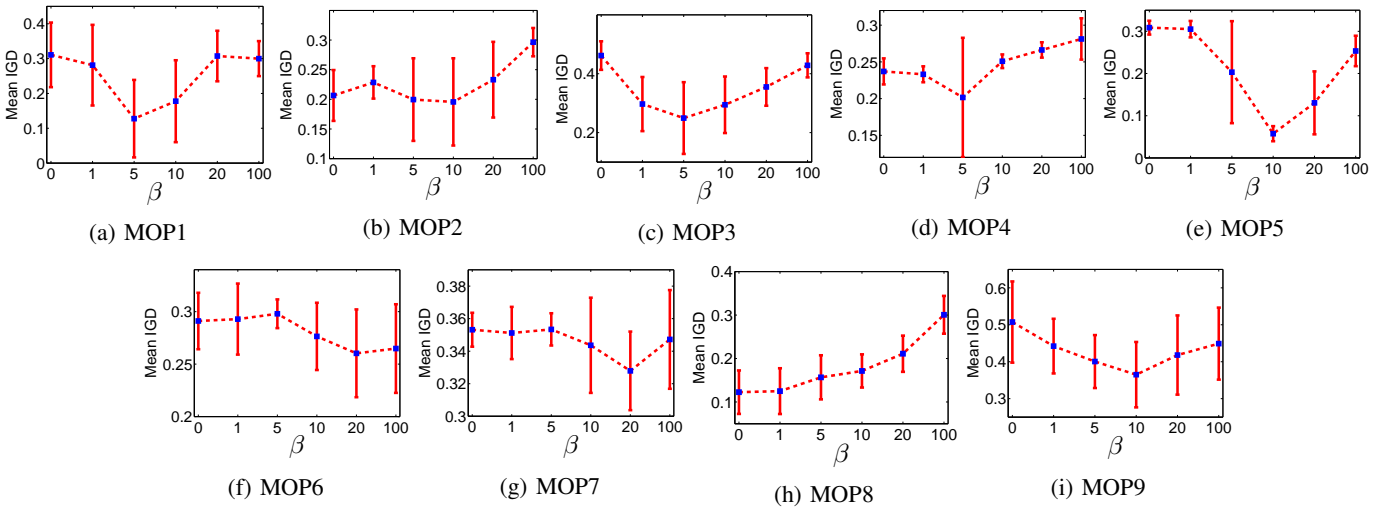 Mean IGD
0.4
0.3
0.2
0.1
0
0 1 5 10 20 100
β
(a) MOP1
Mean IGD
0.3
0.25
0.2
0.15
0.1
0 1 5 10 20 100
β
(b) MOP2
Mean IGD
0.4
0.2
0 1 5 10 20 100
β
(c) MOP3
Mean IGD
0.3
0.25
0.2
0.15
0 1 5 10 20 100
β
(d) MOP4
Mean IGD
0.3
0.2
0.1
0
0 1 5 10 20 100
β
(e) MOP5
Mean IGD
0.3
0.25
0.2
0 1 5 10 20 100
β
(f) MOP6
Mean IGD
0.38
0.36
0.34
0.32
0.3
0 1 5 10 20 100
β
(g) MOP7
Mean IGD
0.4
0.3
0.2
0.1
0 1 5 10 20 100
β
(h) MOP8
Mean IGD
0.6
0.5
0.4
0.3
0 1 5 10 20 100
β
(i) MOP9